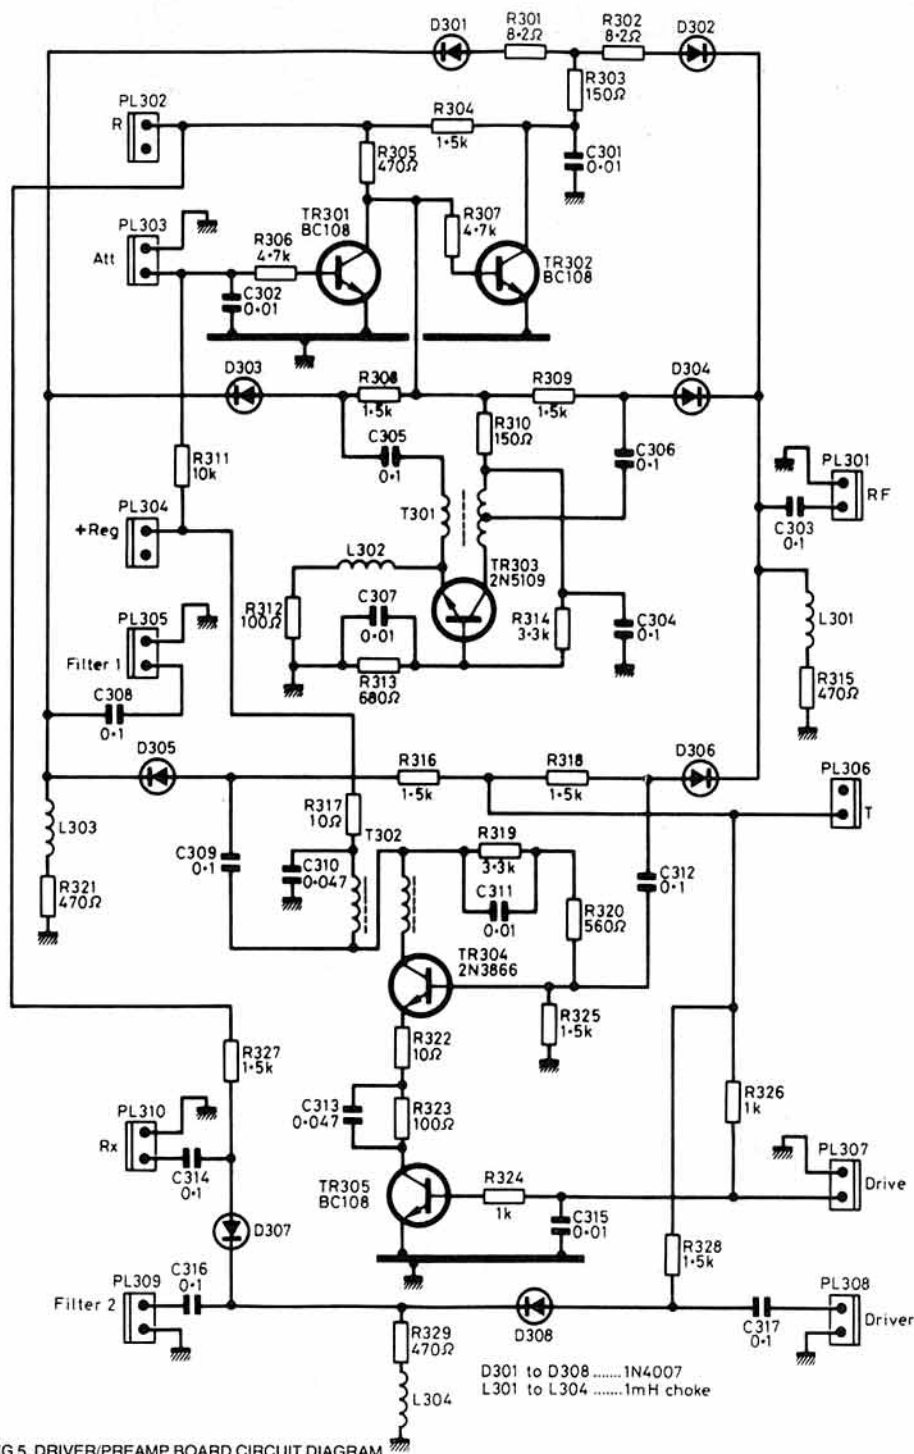 D301
R301
8·2Ω
R302
8·2Ω
D302
R303
150Ω
PL302
R
R304
1·5k
R305
470Ω
C301
0·01
PL303
Att
TR301
BC108
R307
4·7k
R306
4·7k
TR302
BC108
C302
0·01
D303
R308
1·5k
R309
1·5k
D304
R310
150Ω
C305
0·1
C306
0·1
R311
10k
PL301
RF
PL304
+Reg
T301
C303
0·1
L302
TR303
2N5109
R312
100Ω
C307
0·01
R314
3·3k
C304
0·1
L301
PL305
Filter 1
R313
680Ω
R315
470Ω
C308
0·1
D305
R316
1·5k
R318
1·5k
D306
PL306
T
R317
10Ω
T302
L303
R319
3·3k
C309
0·1
C310
0·047
C312
0·1
R321
470Ω
C311
0·01
R320
560Ω
TR304
2N3866
R325
1·5k
R322
10Ω
R327
1·5k
R326
1k
C313
0·047
R323
100Ω
PL310
Rx
C314
0·1
PL307
Drive
TR305
BC108
R324
1k
D307
C315
0·01
R328
1·5k
PL309
Filter 2
C316
0·1
PL308
Driver
D308
C317
0·1
R329
470Ω
D301 to D308 ....... 1N4007
L301 to L304 ....... 1mH choke
L304
G 5. DRIVER/PREAMP BOARD CIRCUIT DIAGRAM